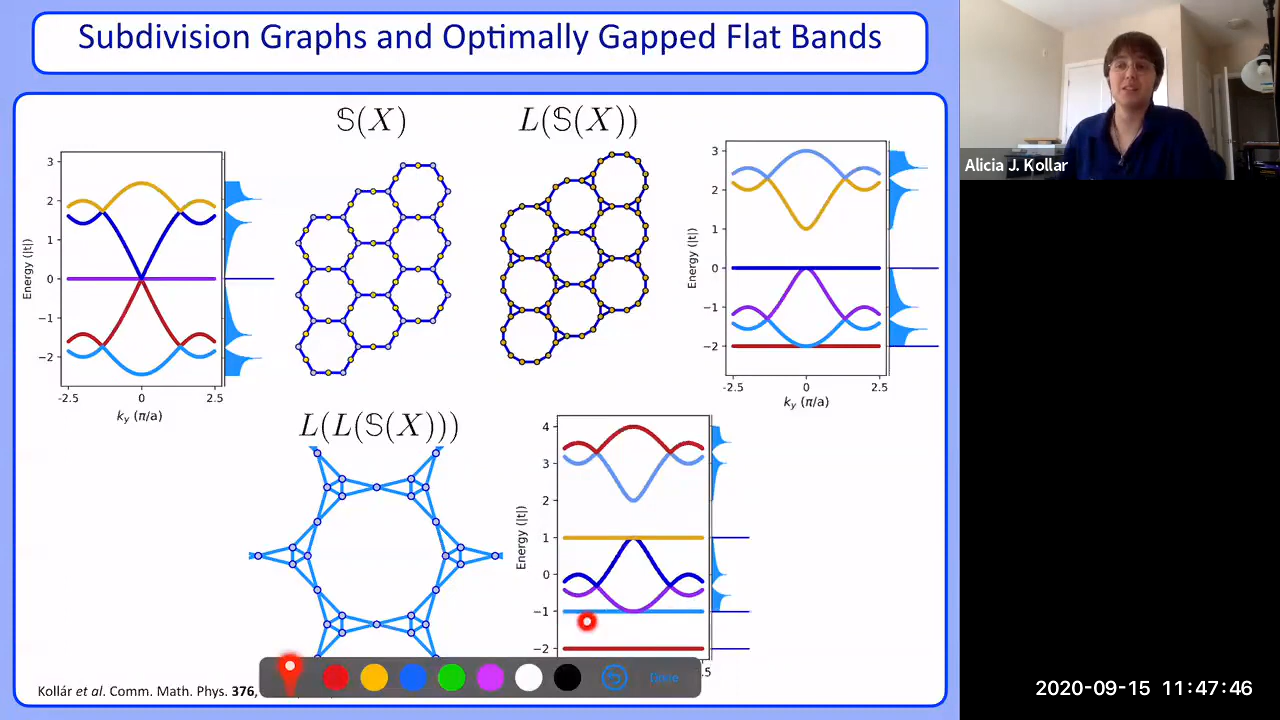 Subdivision Graphs and Optimally Gapped Flat Bands
𝕊(X)
L(𝕊(X))
Alicia J. Kollar
3
2
1
0
−1
−2
Energy (|t|)
-2.5 0 2.5
k_y (π/a)
3
2
1
0
−1
−2
Energy (|t|)
-2.5 0 2.5
k_y (π/a)
L(L(𝕊(X)))
4
3
2
1
0
−1
−2
Energy (|t|)
.5
Kollár et al. Comm. Math. Phys. 376,
Done
2020-09-15 11:47:46